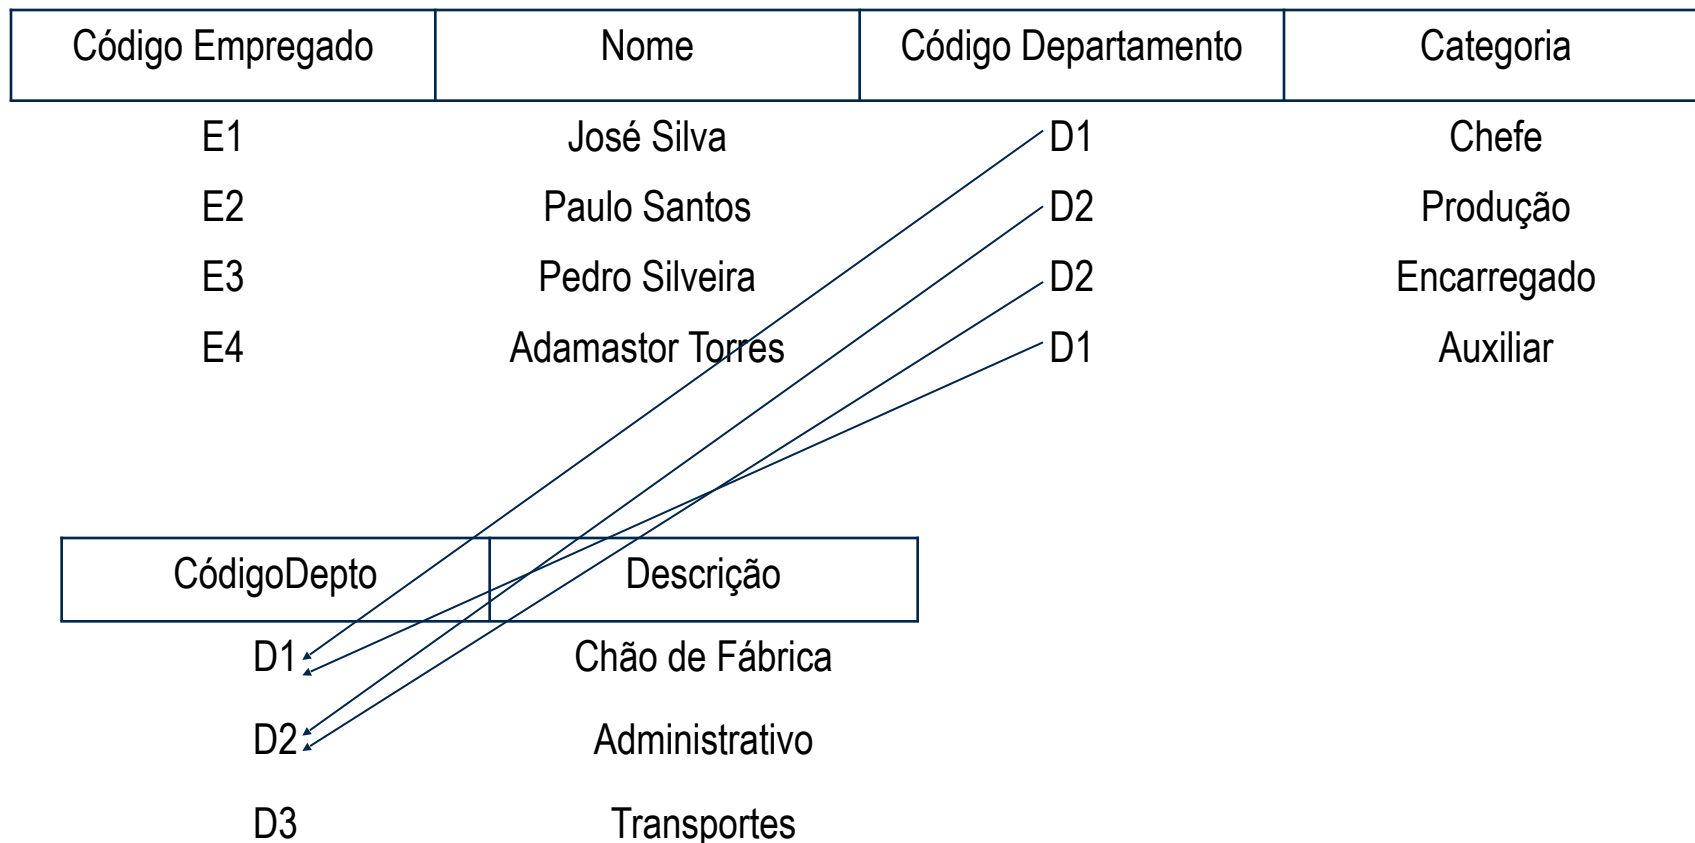 Código Empregado Nome Código Departamento Categoria
E1 José Silva D1 Chefe
E2 Paulo Santos D2 Produção
E3 Pedro Silveira D2 Encarregado
E4 Adamastor Torres D1 Auxiliar
CódigoDepto Descrição
D1 Chão de Fábrica
D2 Administrativo
D3 Transportes